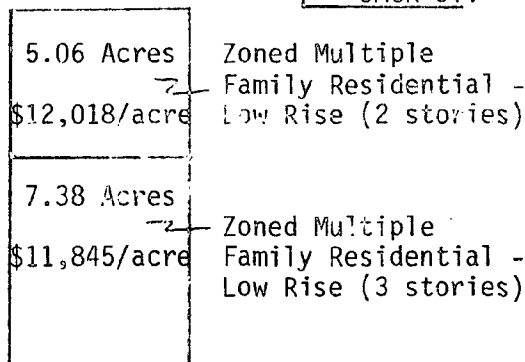 5.06 Acres Zoned Multiple
Family Residential -
$12,018/acre Low Rise (2 stories)
7.38 Acres
Zoned Multiple
$11,845/acre Family Residential -
Low Rise (3 stories)